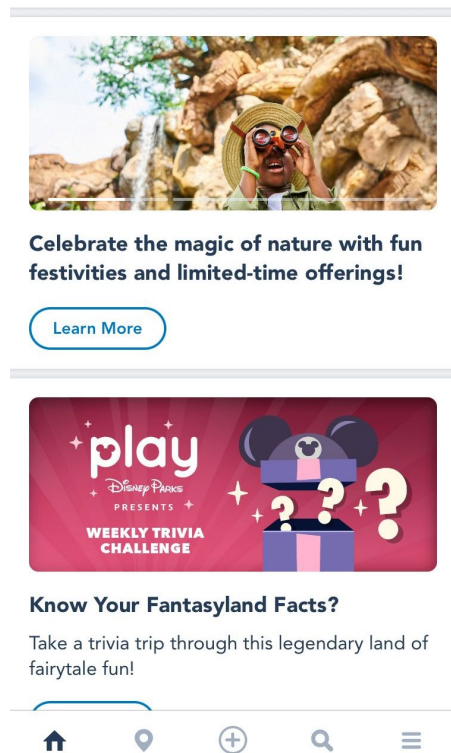 Celebrate the magic of nature with fun
festivities and limited-time offerings!
Learn More
play
Disney Parks
PRESENTS
WEEKLY TRIVIA
CHALLENGE
? ? ?
Know Your Fantasyland Facts?
Take a trivia trip through this legendary land of
fairytale fun!